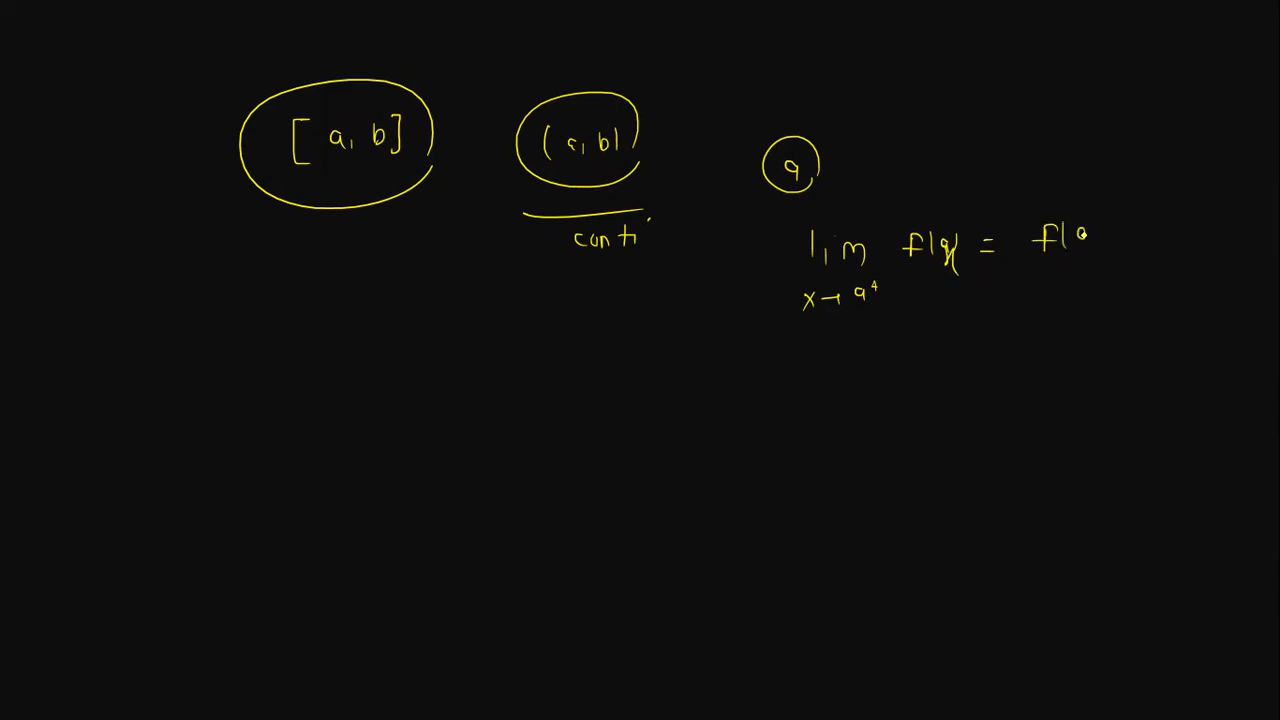 [ a, b] (a, b) a
conti
lim f(x) = f(a
x→a⁺